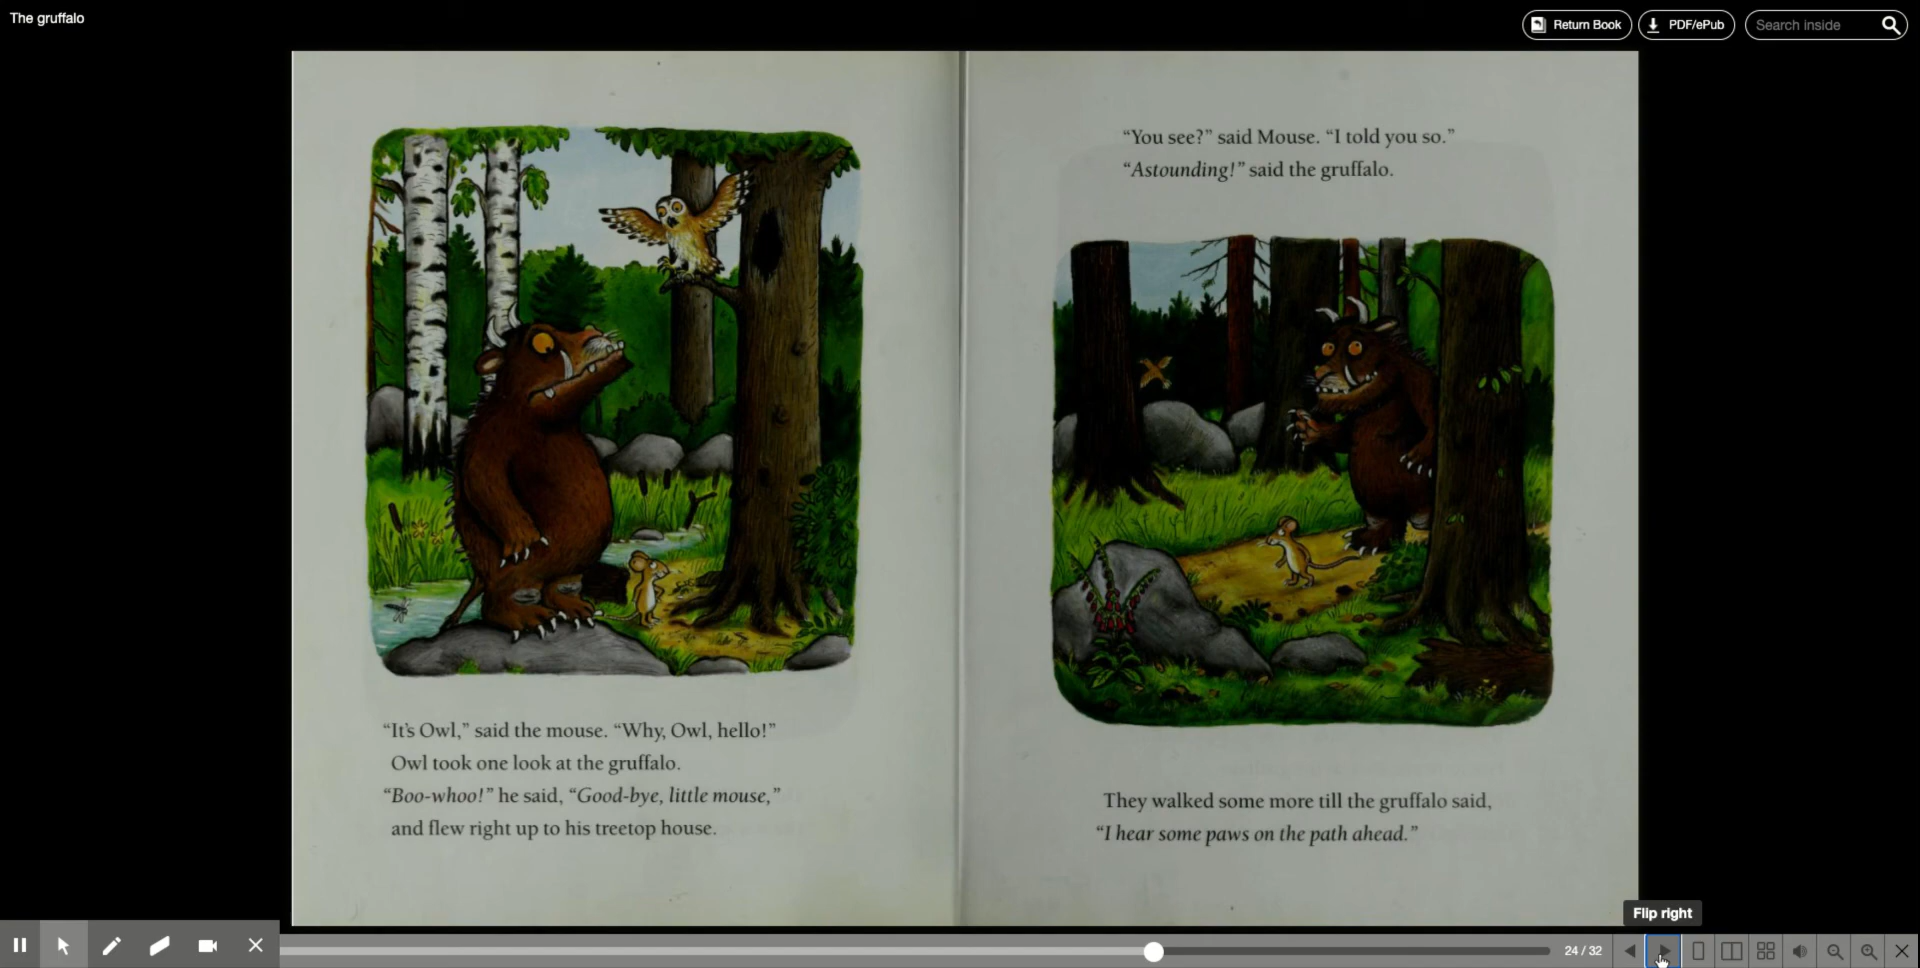 The gruffalo
Return Book
PDF/ePub
Search inside
“It’s Owl,” said the mouse. “Why, Owl, hello!”
Owl took one look at the gruffalo.
“Boo-whoo!” he said, “Good-bye, little mouse,”
and flew right up to his treetop house.
“You see?” said Mouse. “I told you so.”
“Astounding!” said the gruffalo.
They walked some more till the gruffalo said,
“I hear some paws on the path ahead.”
Flip right
24 / 32